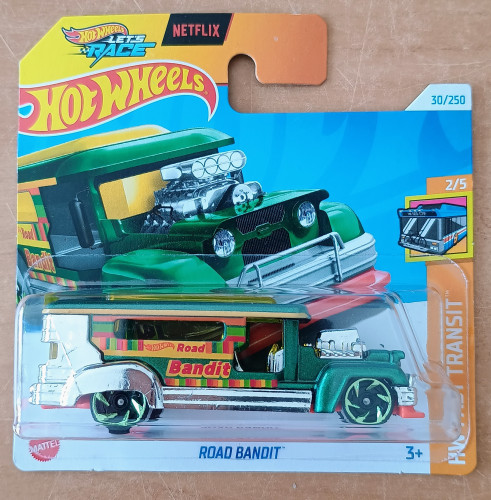 HOT WHEELS
LET'S
RACE
NETFLIX
HOT WHEELS
30/250
2/5
Road
Bandit
HOT WHEELS Road
Bandit
TRANSIT
MATTEL
ROAD BANDIT™
3+